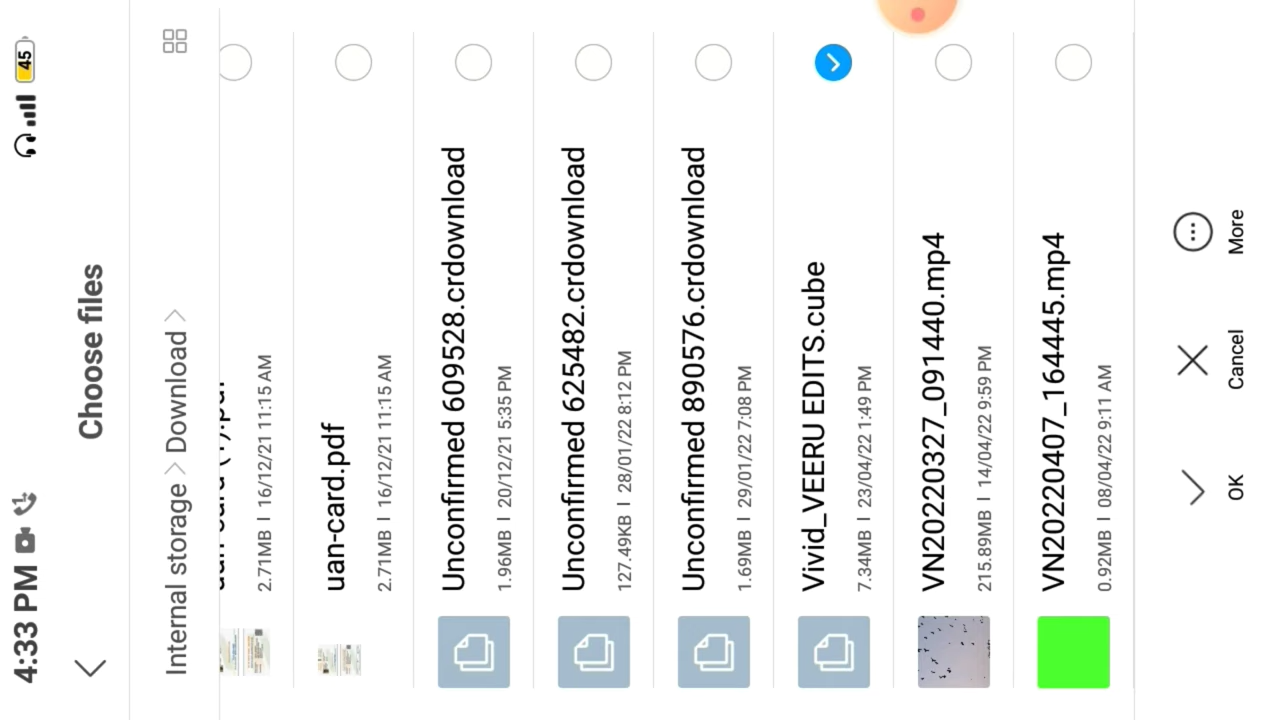 4:33 PM
45
Choose files
Internal storage > Download >
2.71MB | 16/12/21 11:15 AM
uan-card.pdf
2.71MB | 16/12/21 11:15 AM
Unconfirmed 609528.crdownload
1.96MB | 20/12/21 5:35 PM
Unconfirmed 625482.crdownload
127.49KB | 28/01/22 8:12 PM
Unconfirmed 890576.crdownload
1.69MB | 29/01/22 7:08 PM
Vivid_VEERU EDITS.cube
7.34MB | 23/04/22 1:49 PM
VN20220327_091440.mp4
215.89MB | 14/04/22 9:59 PM
VN20220407_164445.mp4
0.92MB | 08/04/22 9:11 AM
OK
Cancel
More